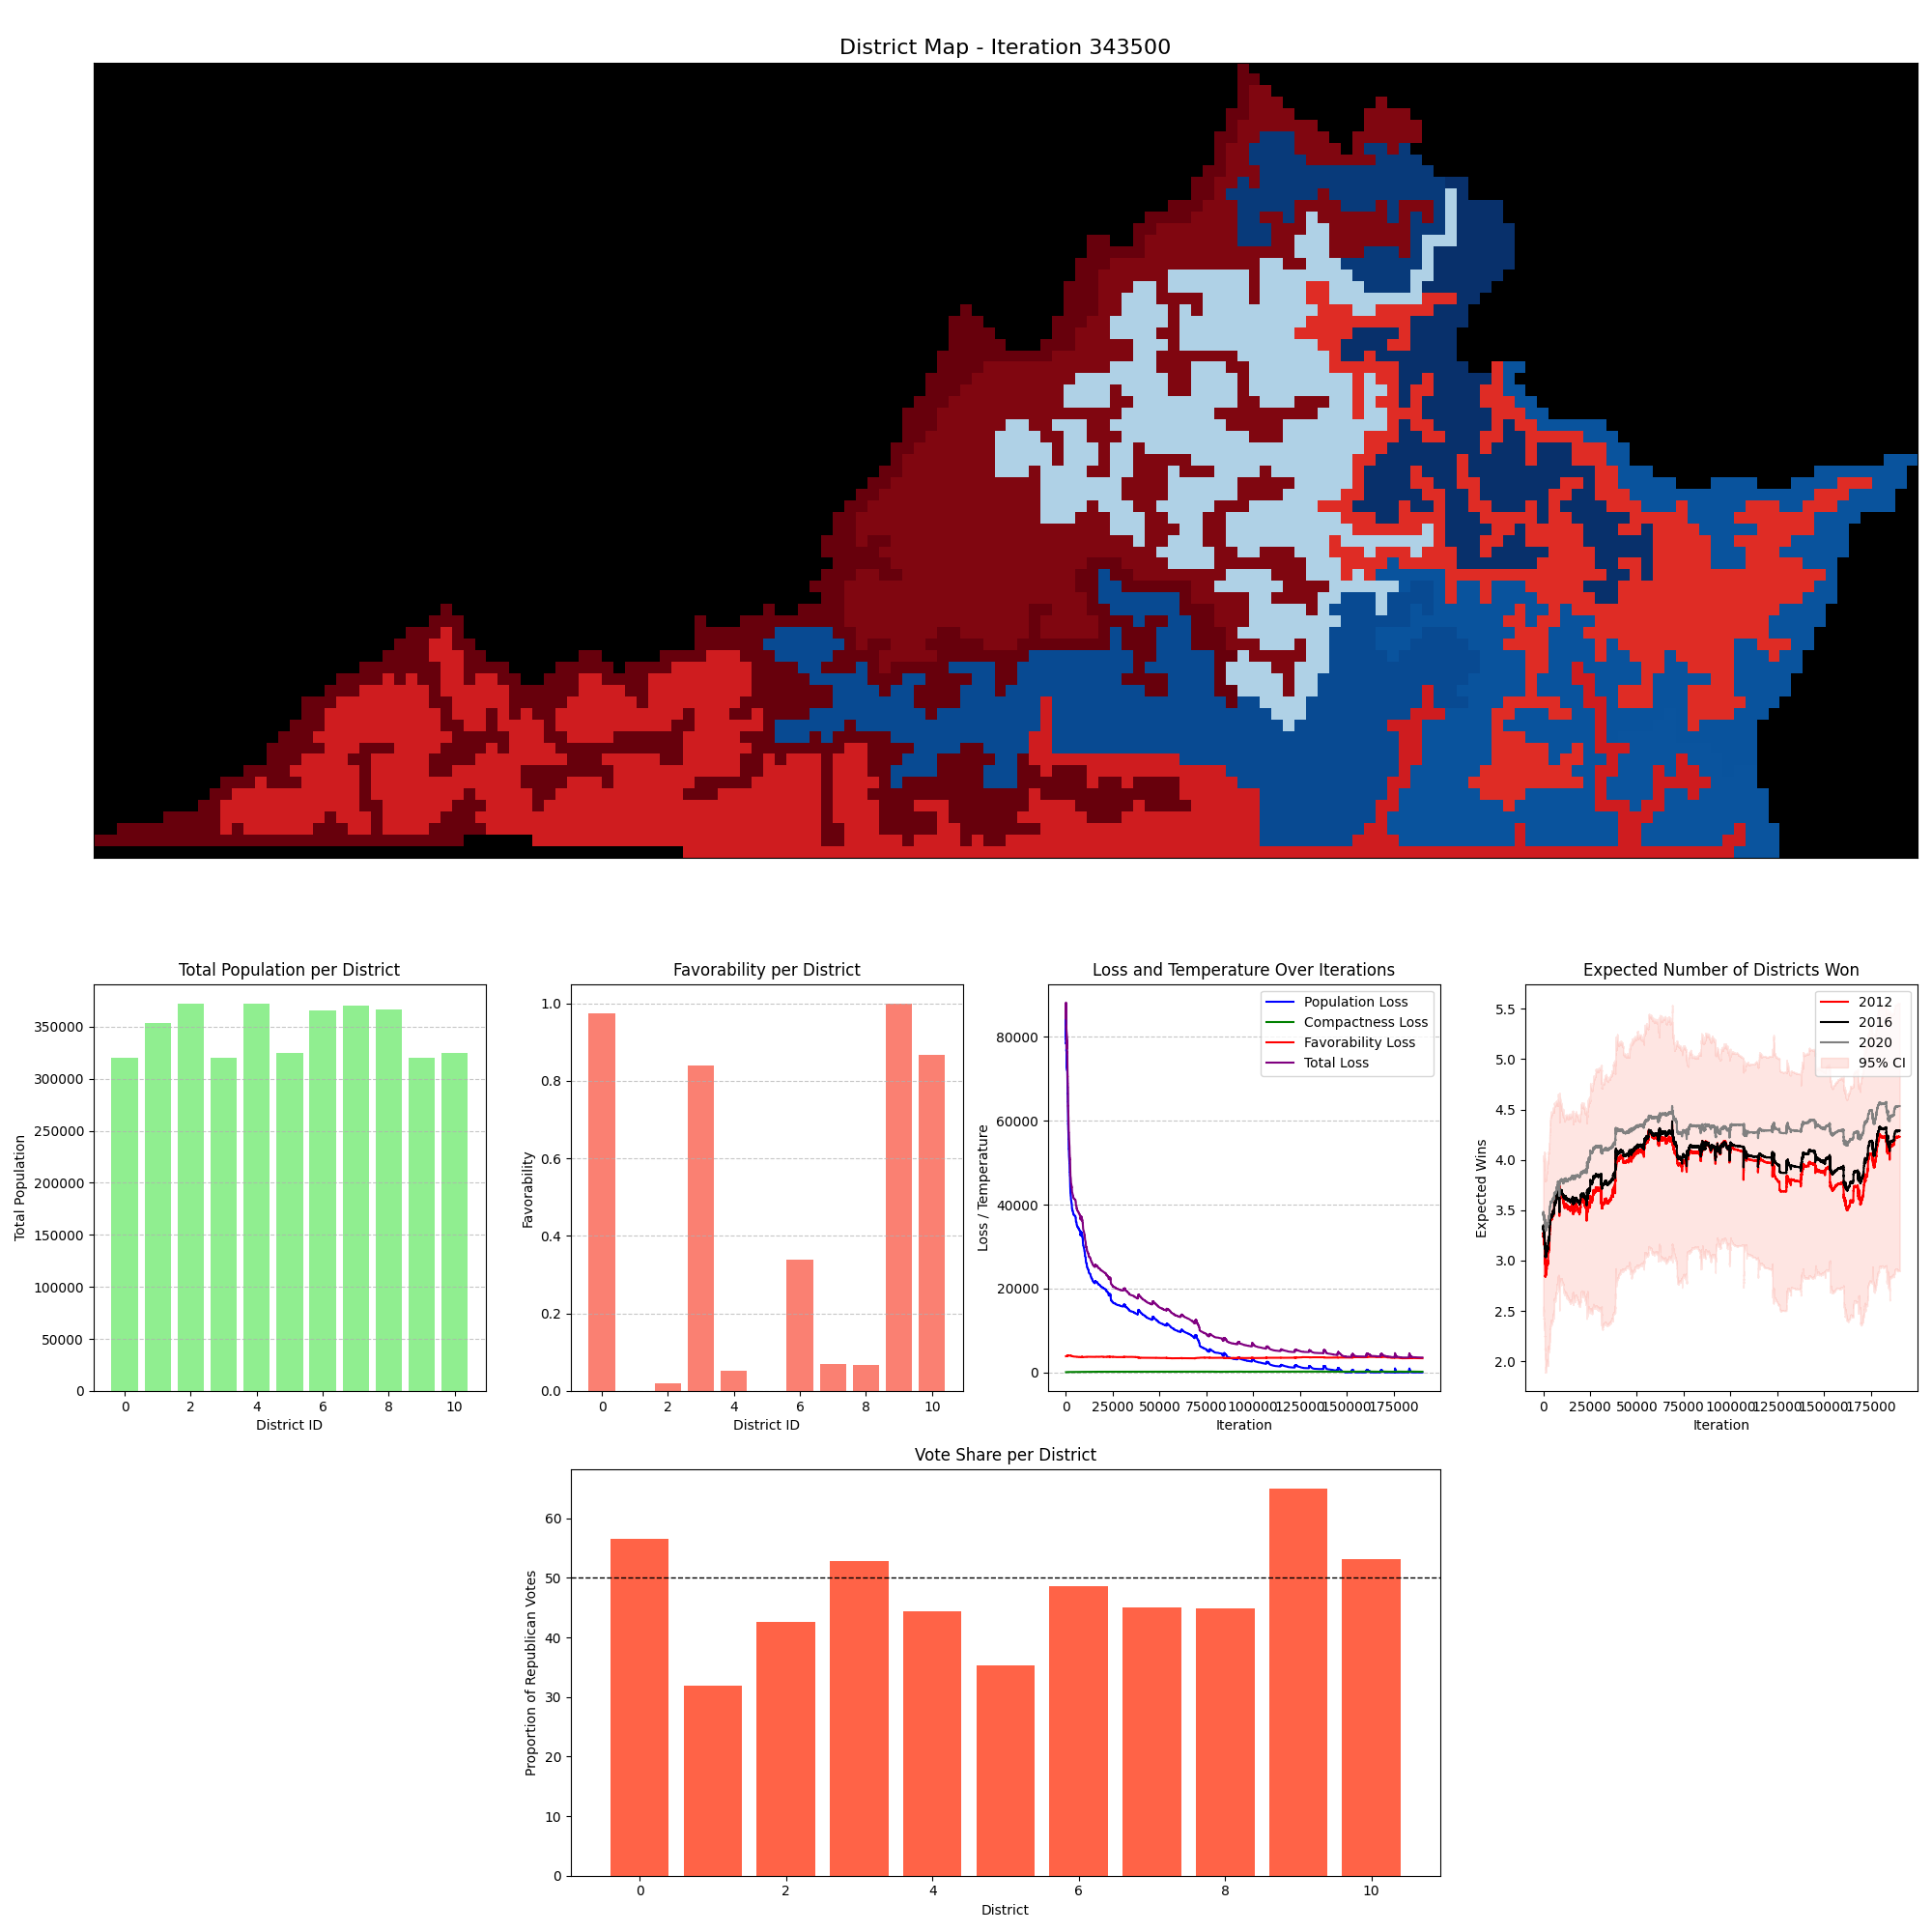 District Map - Iteration 343500
Total Population per District
Total Population
350000
300000
250000
200000
150000
100000
50000
0
0 2 4 6 8 10
District ID
Favorability per District
Favorability
1.0
0.8
0.6
0.4
0.2
0.0
0 2 4 6 8 10
District ID
Loss and Temperature Over Iterations
Loss / Temperature
80000
60000
40000
20000
0
Population Loss
Compactness Loss
Favorability Loss
Total Loss
0 25000 50000 75000 100000 125000 150000 175000
Iteration
Expected Number of Districts Won
Expected Wins
5.5
5.0
4.5
4.0
3.5
3.0
2.5
2.0
2012
2016
2020
95% CI
0 25000 50000 75000 100000 125000 150000 175000
Iteration
Vote Share per District
Proportion of Republican Votes
60
50
40
30
20
10
0
0 2 4 6 8 10
District